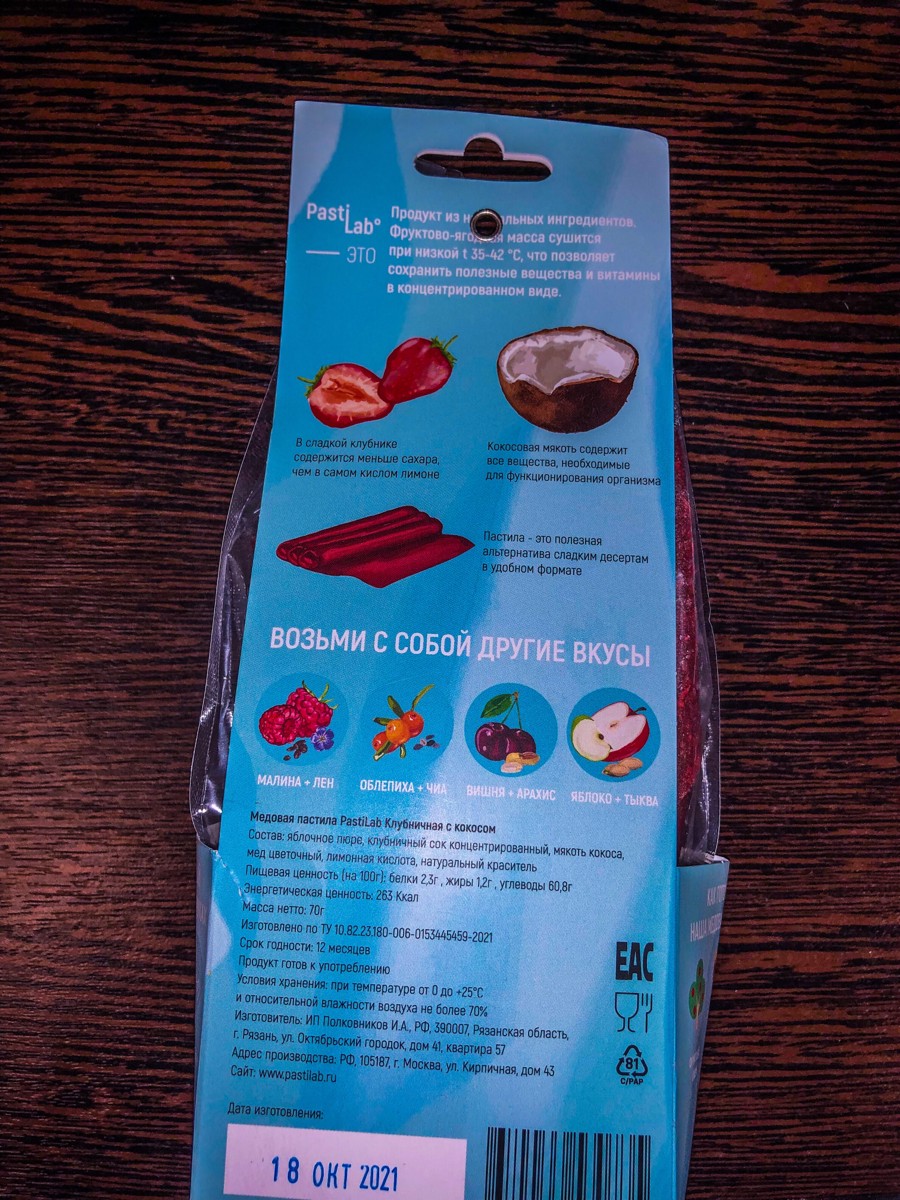 Pasti
Lab°
ЭТО
Продукт из ингредиентов.
Фруктово-ягодная масса сушится
при низкой t 35-42 °C, что позволяет
сохранить полезные вещества и витамины
в концентрированном виде.
В сладкой клубнике
содержится меньше сахара,
чем в самом кислом лимоне
Кокосовая мякоть содержит
все вещества, необходимые
для функционирования организма
Пастила - это полезная
альтернатива сладким десертам
в удобном формате
ВОЗЬМИ С СОБОЙ ДРУГИЕ ВКУСЫ
МАЛИНА + ЛЕН
ОБЛЕПИХА + ЧИА
ВИШНЯ + АРАХИС
ЯБЛОКО + ТЫКВА
Медовая пастила PastiLab Клубничная с кокосом
Состав: яблочное пюре, клубничный сок концентрированный, мякоть кокоса,
мед цветочный, лимонная кислота, натуральный краситель
Пищевая ценность (на 100г): белки 2,3г , жиры 1,2г , углеводы 60,8г
Энергетическая ценность: 263 Ккал
Масса нетто: 70г
Изготовлено по ТУ 10.82.23.180-006-0153445459-2021
Срок годности: 12 месяцев
Продукт готов к употреблению
Условия хранения: при температуре от 0 до +25°C
и относительной влажности воздуха не более 70%
Изготовитель: ИП Полковников И.А., РФ, 390007, Рязанская область,
г. Рязань, ул. Октябрьский городок, дом 41, квартира 57
Адрес производства: РФ, 105187, г. Москва, ул. Кирпичная, дом 43
Сайт: www.pastilab.ru
EAC
81
C/PAP
Дата изготовления:
18 ОКТ 2021
НАША